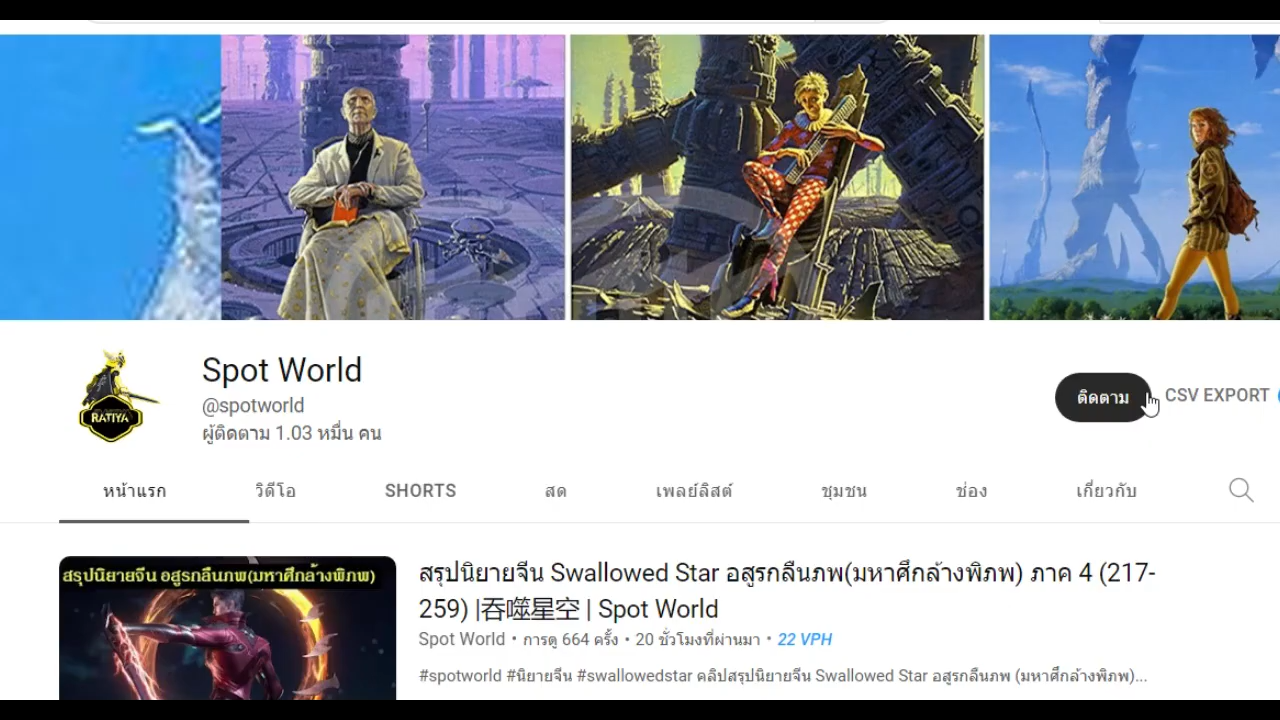 Spot World
@spotworld
ผู้ติดตาม 1.03 หมื่น คน
ติดตาม
CSV EXPORT
RATIYA
หน้าแรก วิดีโอ SHORTS สด เพลย์ลิสต์ ชุมชน ช่อง เกี่ยวกับ
สรุปนิยายจีน อสูรกลืนภพ(มหาศึกล้างพิภพ)
สรุปนิยายจีน Swallowed Star อสูรกลืนภพ(มหาศึกล้างพิภพ) ภาค 4 (217-
259) |吞噬星空 | Spot World
Spot World • การดู 664 ครั้ง • 20 ชั่วโมงที่ผ่านมา • 22 VPH
#spotworld #นิยายจีน #swallowedstar คลิปสรุปนิยายจีน Swallowed Star อสูรกลืนภพ (มหาศึกล้างพิภพ)...